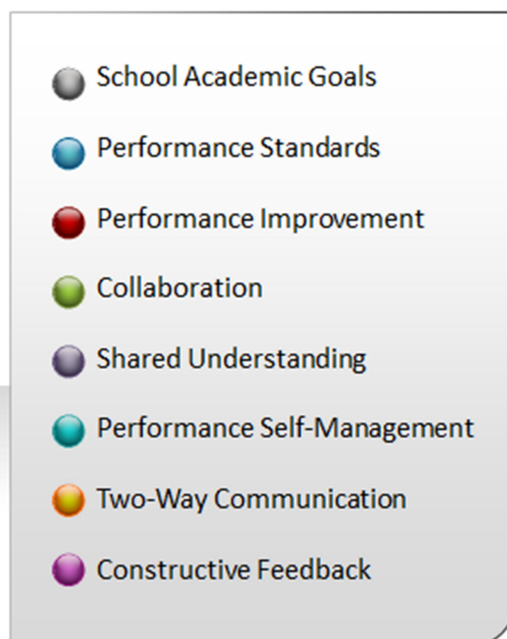 School Academic Goals
Performance Standards
Performance Improvement
Collaboration
Shared Understanding
Performance Self-Management
Two-Way Communication
Constructive Feedback